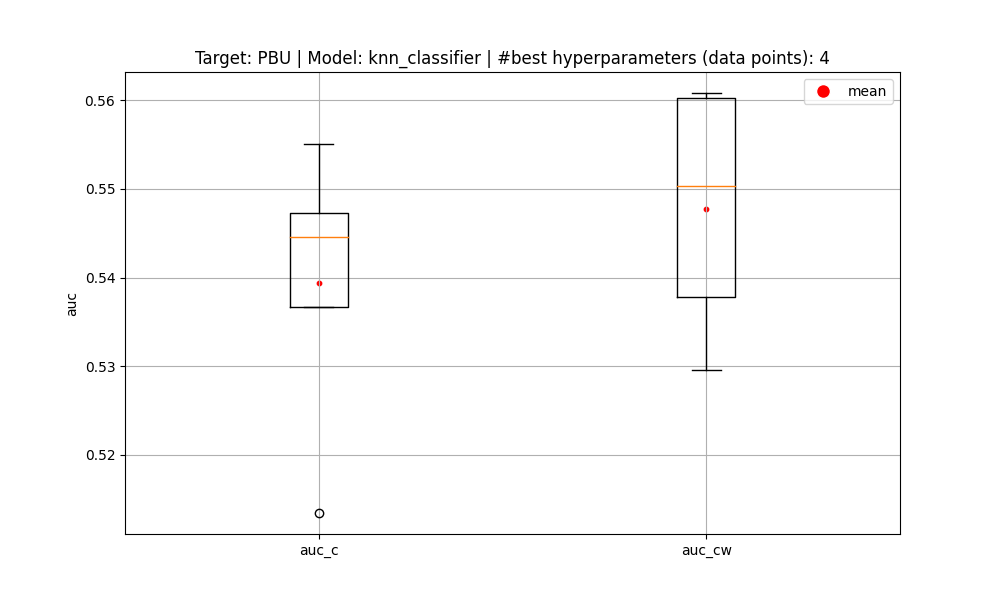 Target: PBU | Model: knn_classifier | #best hyperparameters (data points): 4
mean
0.56
0.55
0.54
0.53
0.52
auc
auc_c
auc_cw